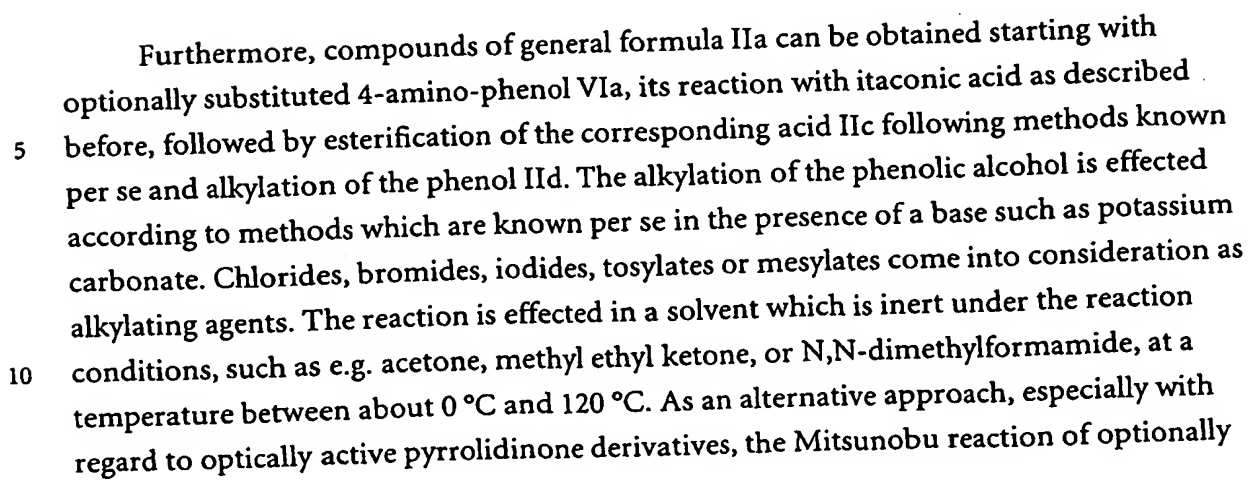 Furthermore, compounds of general formula IIa can be obtained starting with
optionally substituted 4-amino-phenol VIa, its reaction with itaconic acid as described
5 before, followed by esterification of the corresponding acid IIc following methods known
per se and alkylation of the phenol IId. The alkylation of the phenolic alcohol is effected
according to methods which are known per se in the presence of a base such as potassium
carbonate. Chlorides, bromides, iodides, tosylates or mesylates come into consideration as
alkylating agents. The reaction is effected in a solvent which is inert under the reaction
10 conditions, such as e.g. acetone, methyl ethyl ketone, or N,N-dimethylformamide, at a
temperature between about 0 °C and 120 °C. As an alternative approach, especially with
regard to optically active pyrrolidinone derivatives, the Mitsunobu reaction of optionally